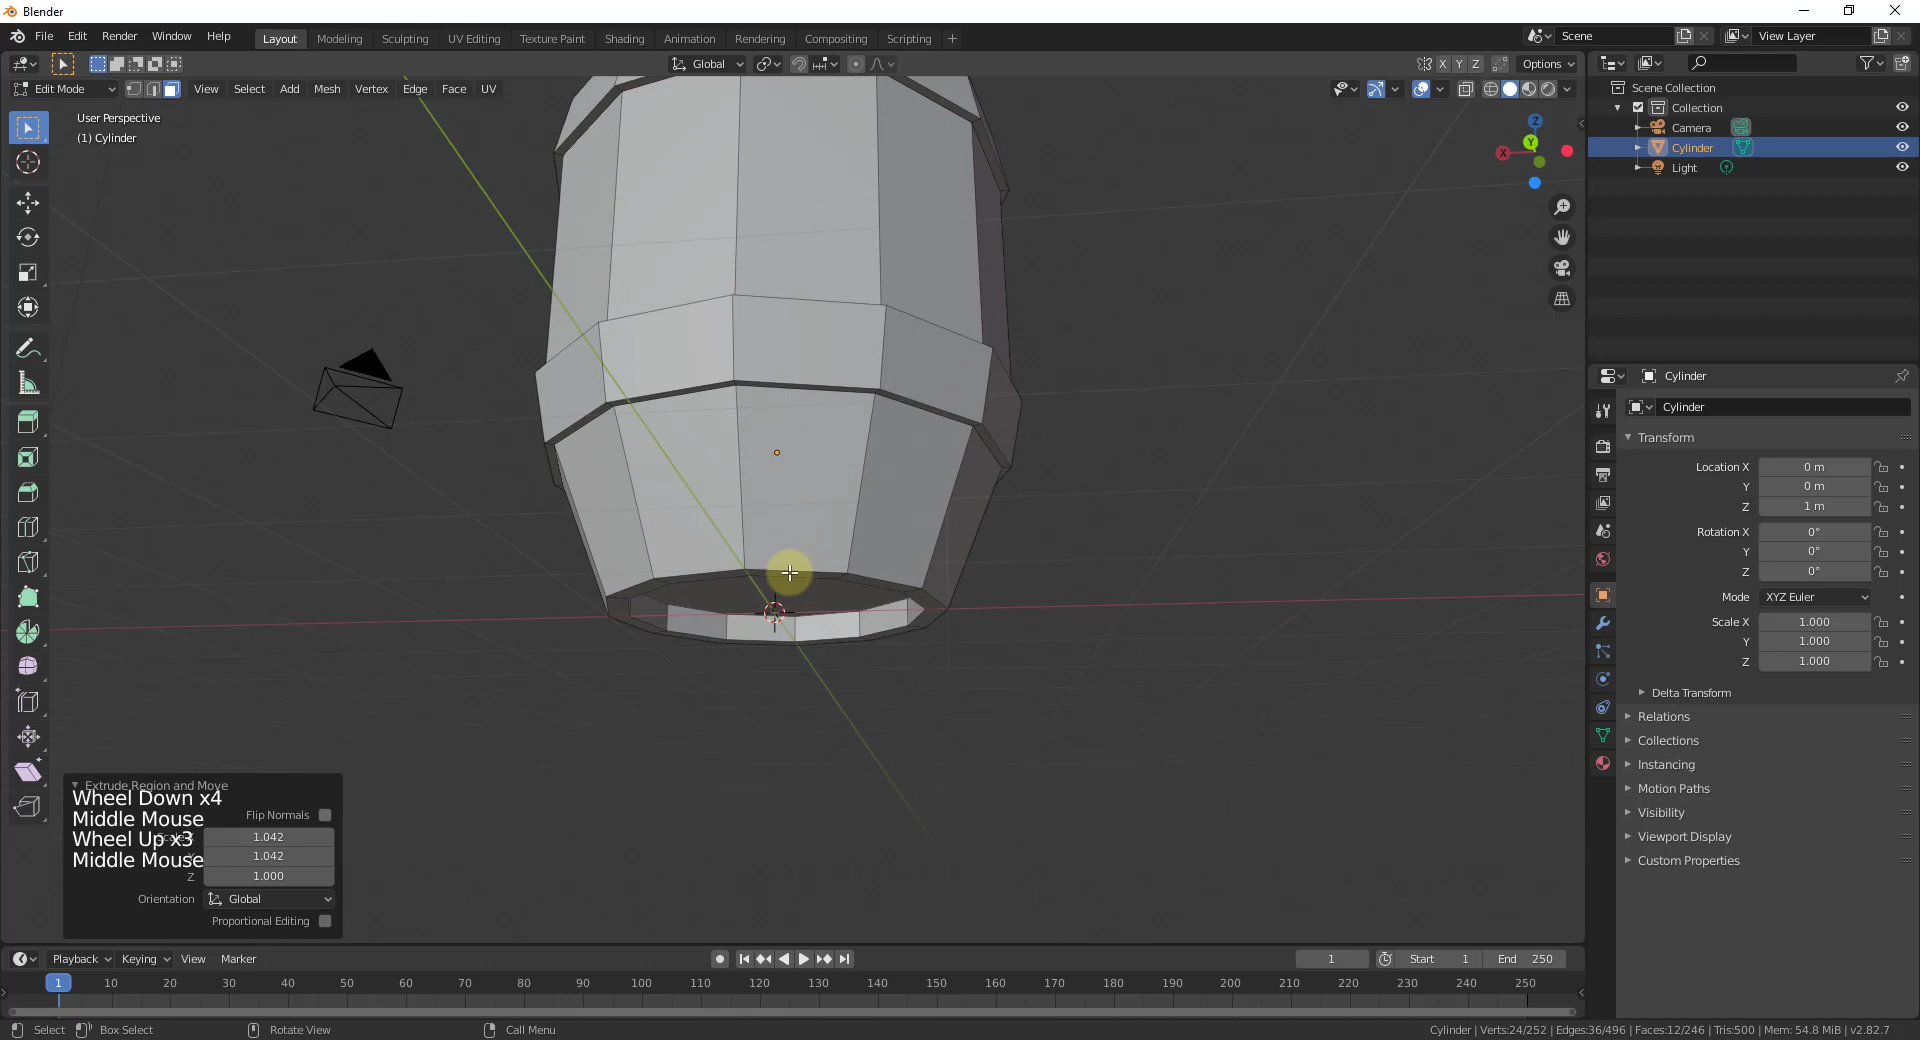 Blender
File Edit Render Window Help
Layout Modeling Sculpting UV Editing Texture Paint Shading Animation Rendering Compositing Scripting +
Scene
View Layer
Global
X Y Z
Options
Edit Mode
View Select Add Mesh Vertex Edge Face UV
User Perspective
(1) Cylinder
Z
Y
X
Scene Collection
Collection
Camera
Cylinder
Light
Cylinder
Cylinder
Transform
Location X 0 m
Y 0 m
Z 1 m
Rotation X 0°
Y 0°
Z 0°
Mode XYZ Euler
Scale X 1.000
Y 1.000
Z 1.000
Delta Transform
Relations
Collections
Instancing
Motion Paths
Visibility
Viewport Display
Custom Properties
Extrude Region and Move
Wheel Down x4
Flip Normals
Middle Mouse
Wheel Up x3
1.042
Middle Mouse
1.042
Z 1.000
Orientation Global
Proportional Editing
Playback Keying View Marker
1 Start 1 End 250
1 10 20 30 40 50 60 70 80 90 100 110 120 130 140 150 160 170 180 190 200 210 220 230 240 250
Select Box Select Rotate View Call Menu
Cylinder | Verts:24/252 | Edges:36/496 | Faces:12/246 | Tris:500 | Mem: 54.8 MiB | v2.82.7